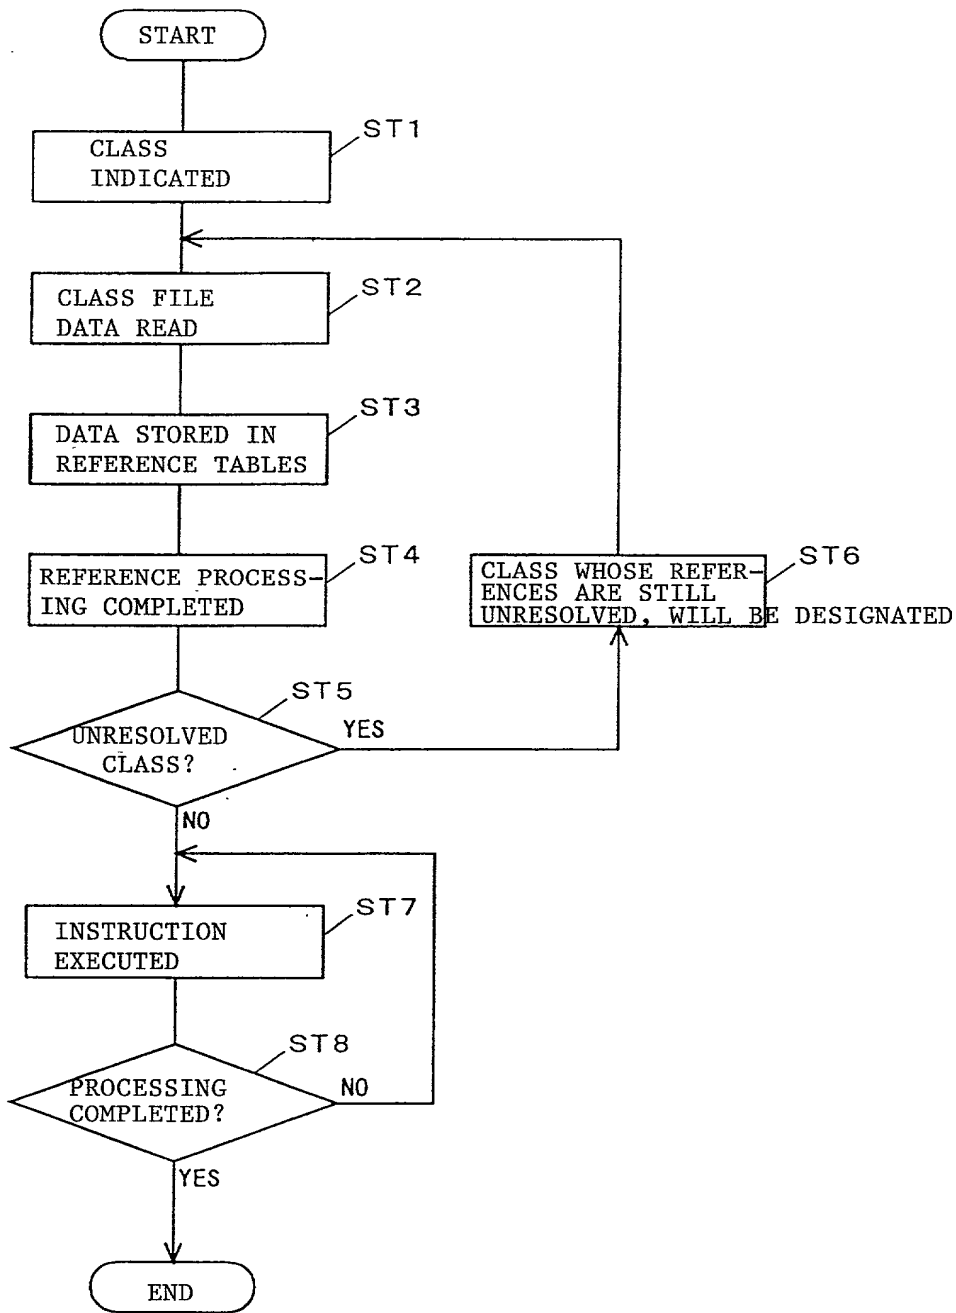 START
ST1
CLASS
INDICATED
ST2
CLASS FILE
DATA READ
ST3
DATA STORED IN
REFERENCE TABLES
ST4
REFERENCE PROCESS-
ING COMPLETED
ST6
CLASS WHOSE REFER-
ENCES ARE STILL
UNRESOLVED, WILL BE DESIGNATED
ST5
UNRESOLVED
CLASS?
YES
NO
ST7
INSTRUCTION
EXECUTED
ST8
PROCESSING
COMPLETED?
NO
YES
END